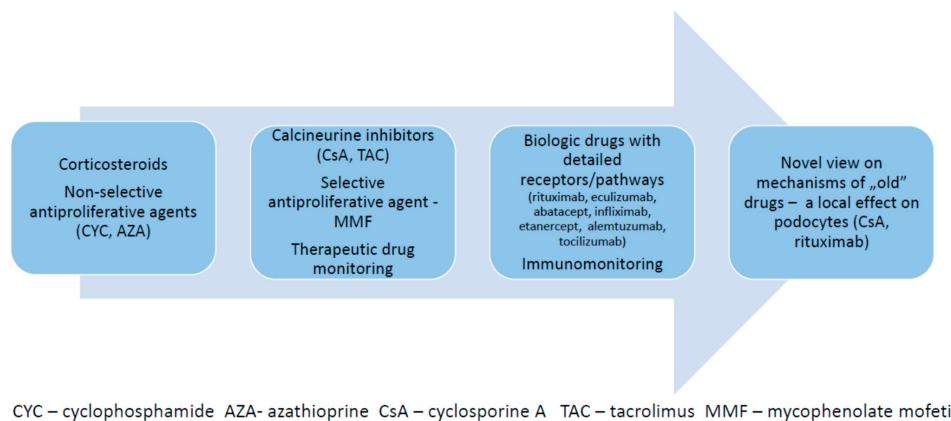 Corticosteroids
Non-selective
antiproliferative agents
(CYC, AZA)
Calcineurine inhibitors
(CsA, TAC)
Selective
antiproliferative agent -
MMF
Therapeutic drug
monitoring
Biologic drugs with
detailed
receptors/pathways
(rituximab, eculizumab,
abatacept, infliximab,
etanercept, alemtuzumab,
tocilizumab)
Immunomonitoring
Novel view on
mechanisms of „old”
drugs – a local effect on
podocytes (CsA,
rituximab)
CYC – cyclophosphamide AZA- azathioprine CsA – cyclosporine A TAC – tacrolimus MMF – mycophenolate mofeti